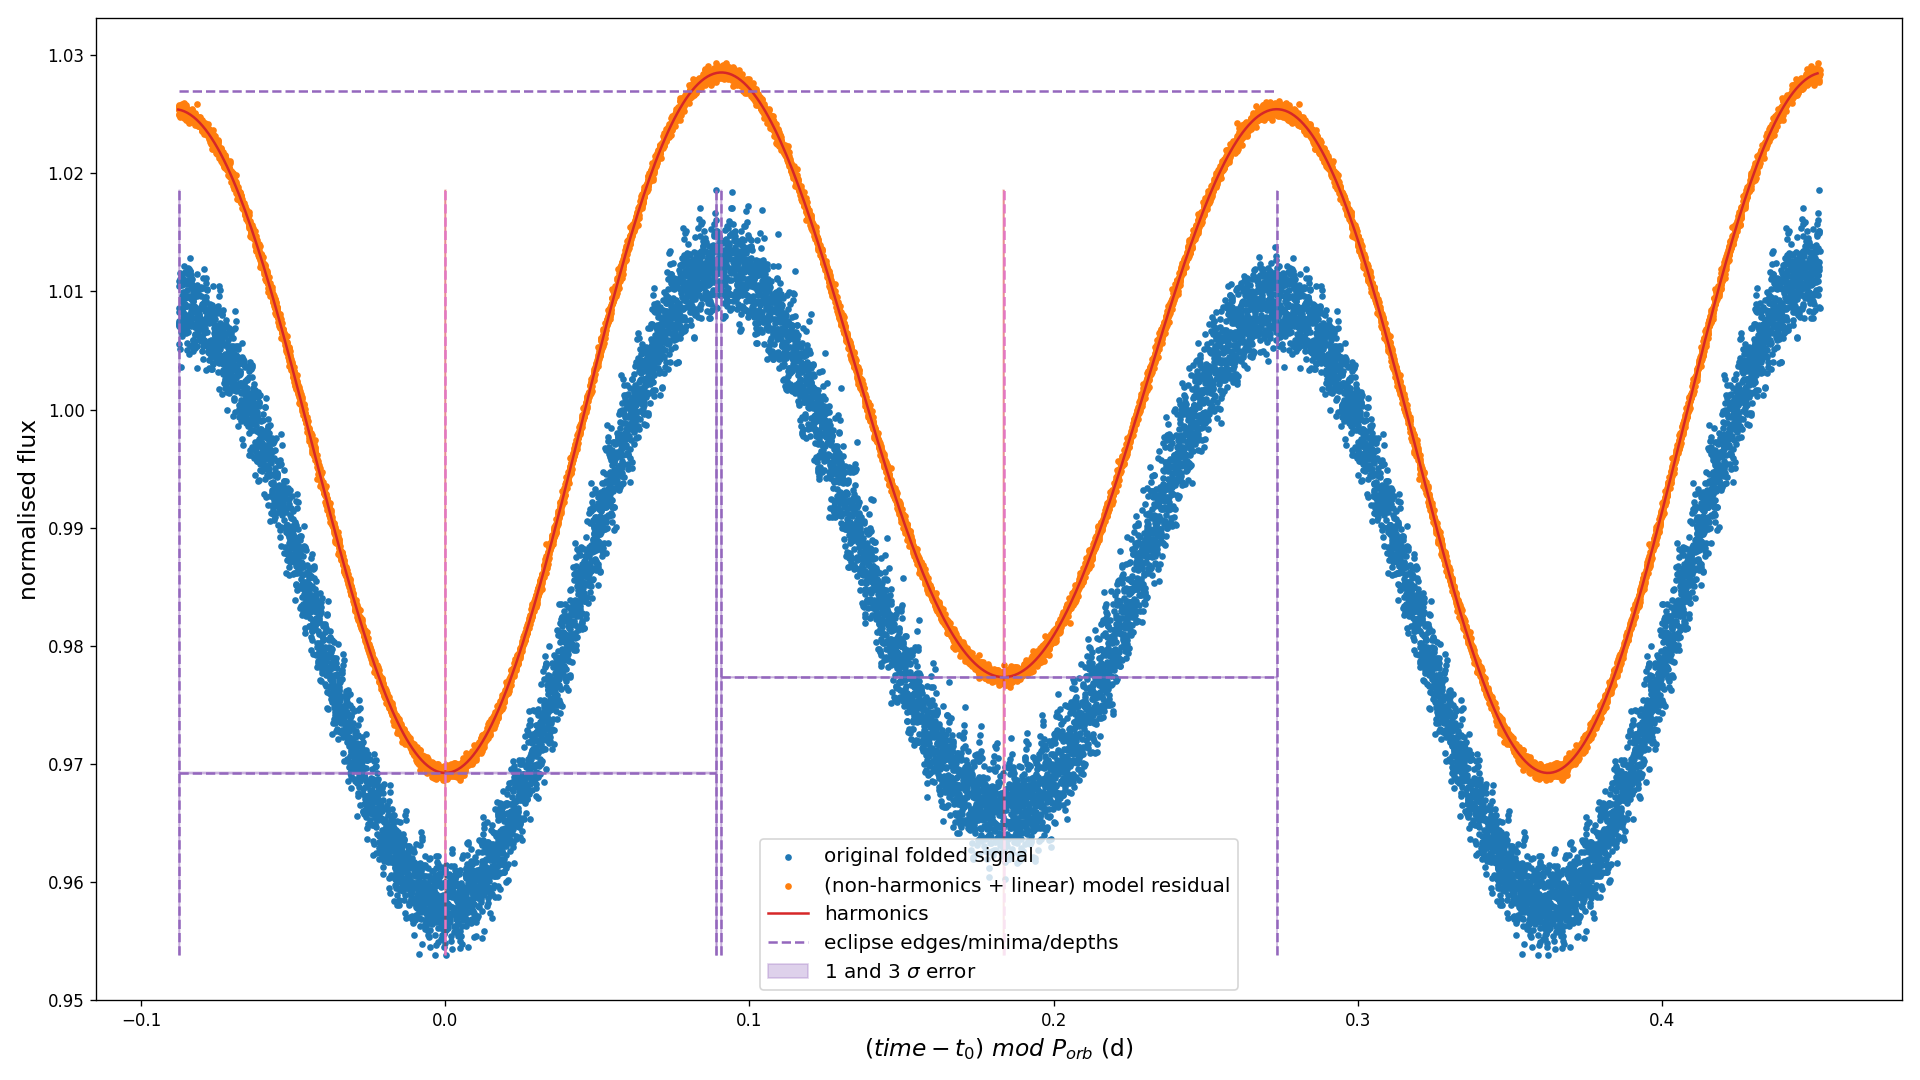 normalised flux
1.03
1.02
1.01
1.00
0.99
0.98
0.97
0.96
0.95
original folded signal
(non-harmonics + linear) model residual
harmonics
eclipse edges/minima/depths
1 and 3 σ error
−0.1 0.0 0.1 0.2 0.3 0.4
(time − t₀) mod Pₒᵣᵦ (d)